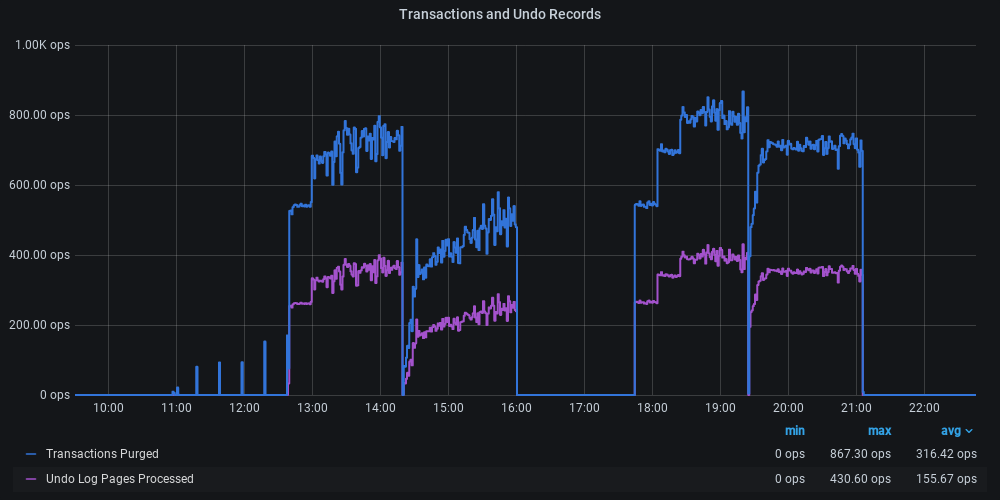 Transactions and Undo Records
1.00K ops
800.00 ops
600.00 ops
400.00 ops
200.00 ops
0 ops
10:00 11:00 12:00 13:00 14:00 15:00 16:00 17:00 18:00 19:00 20:00 21:00 22:00
min max avg
Transactions Purged 0 ops 867.30 ops 316.42 ops
Undo Log Pages Processed 0 ops 430.60 ops 155.67 ops